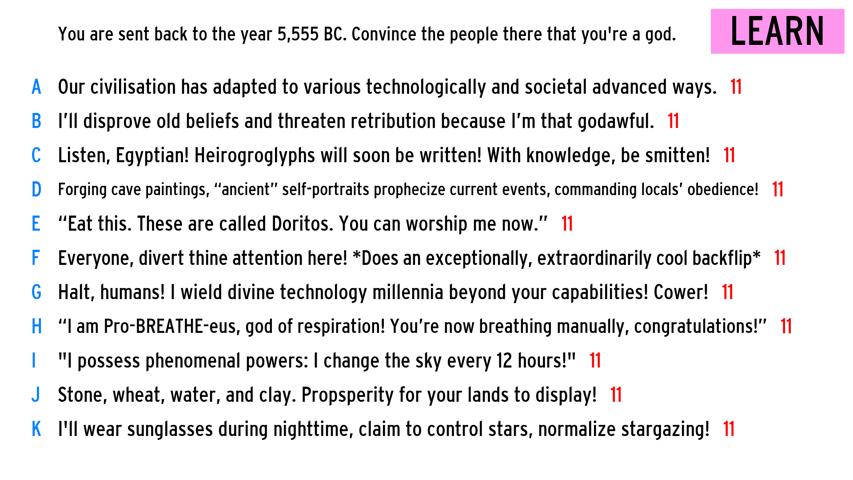 You are sent back to the year 5,555 BC. Convince the people there that you're a god.
LEARN
A Our civilisation has adapted to various technologically and societal advanced ways. 11
B I’ll disprove old beliefs and threaten retribution because I’m that godawful. 11
C Listen, Egyptian! Heirogroglyphs will soon be written! With knowledge, be smitten! 11
D Forging cave paintings, “ancient” self-portraits prophecize current events, commanding locals’ obedience! 11
E “Eat this. These are called Doritos. You can worship me now.” 11
F Everyone, divert thine attention here! *Does an exceptionally, extraordinarily cool backflip* 11
G Halt, humans! I wield divine technology millennia beyond your capabilities! Cower! 11
H “I am Pro-BREATHE-eus, god of respiration! You’re now breathing manually, congratulations!” 11
I "I possess phenomenal powers: I change the sky every 12 hours!" 11
J Stone, wheat, water, and clay. Propsperity for your lands to display! 11
K I'll wear sunglasses during nighttime, claim to control stars, normalize stargazing! 11